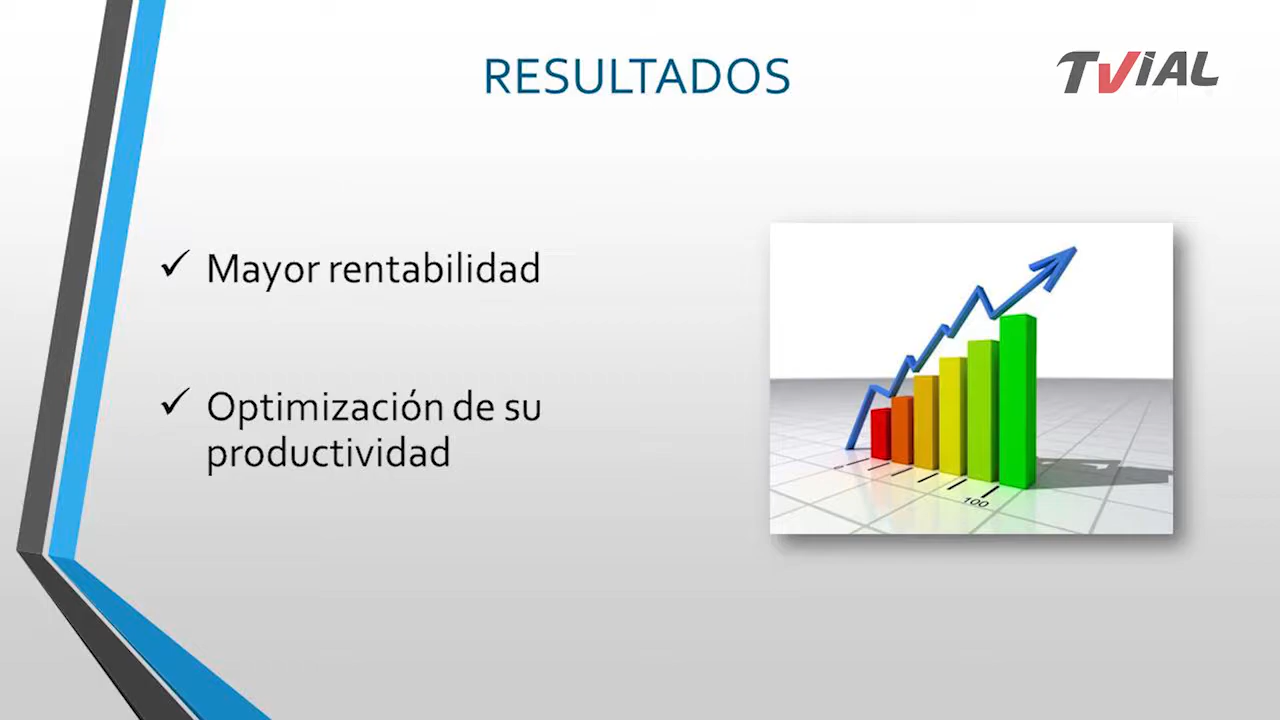 RESULTADOS
TViAL
Mayor rentabilidad
Optimización de su
productividad
100